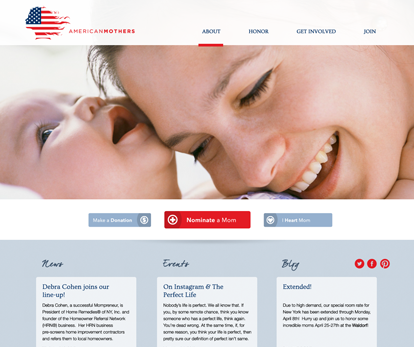 AMERICANMOTHERS
ABOUT
HONOR
GET INVOLVED
JOIN
Make a Donation
Nominate a Mom
I Heart Mom
News
Events
Blog
Debra Cohen joins our
line-up!
Debra Cohen, a successful Mompreneur, is
President of Home Remedies® of NY, Inc. and
founder of the Homeowner Referral Network
(HRN®) business. Her HRN business
pre-screens home improvement contractors
and refers them to local homeowners.
On Instagram & The
Perfect Life
Nobody's life is perfect. We all know that. If
you, by some remote chance, think you know
someone who has a perfect life, think again.
You're dead wrong. At the same time, if, for
some reason, you think your life is perfect, then
pretty sure our definition of perfect isn't same.
Extended!
Due to high demand, our special room rate for
New York has been extended through Monday,
April 8th! Hurry up and join us to honor some
incredible moms April 25-27th at the Waldorf!